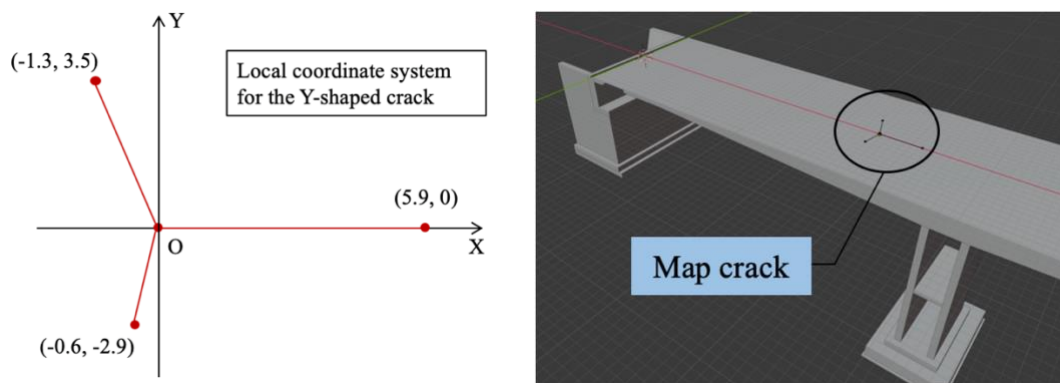 Y
(-1.3, 3.5)
Local coordinate system
for the Y-shaped crack
(5.9, 0)
O
X
(-0.6, -2.9)
Map crack